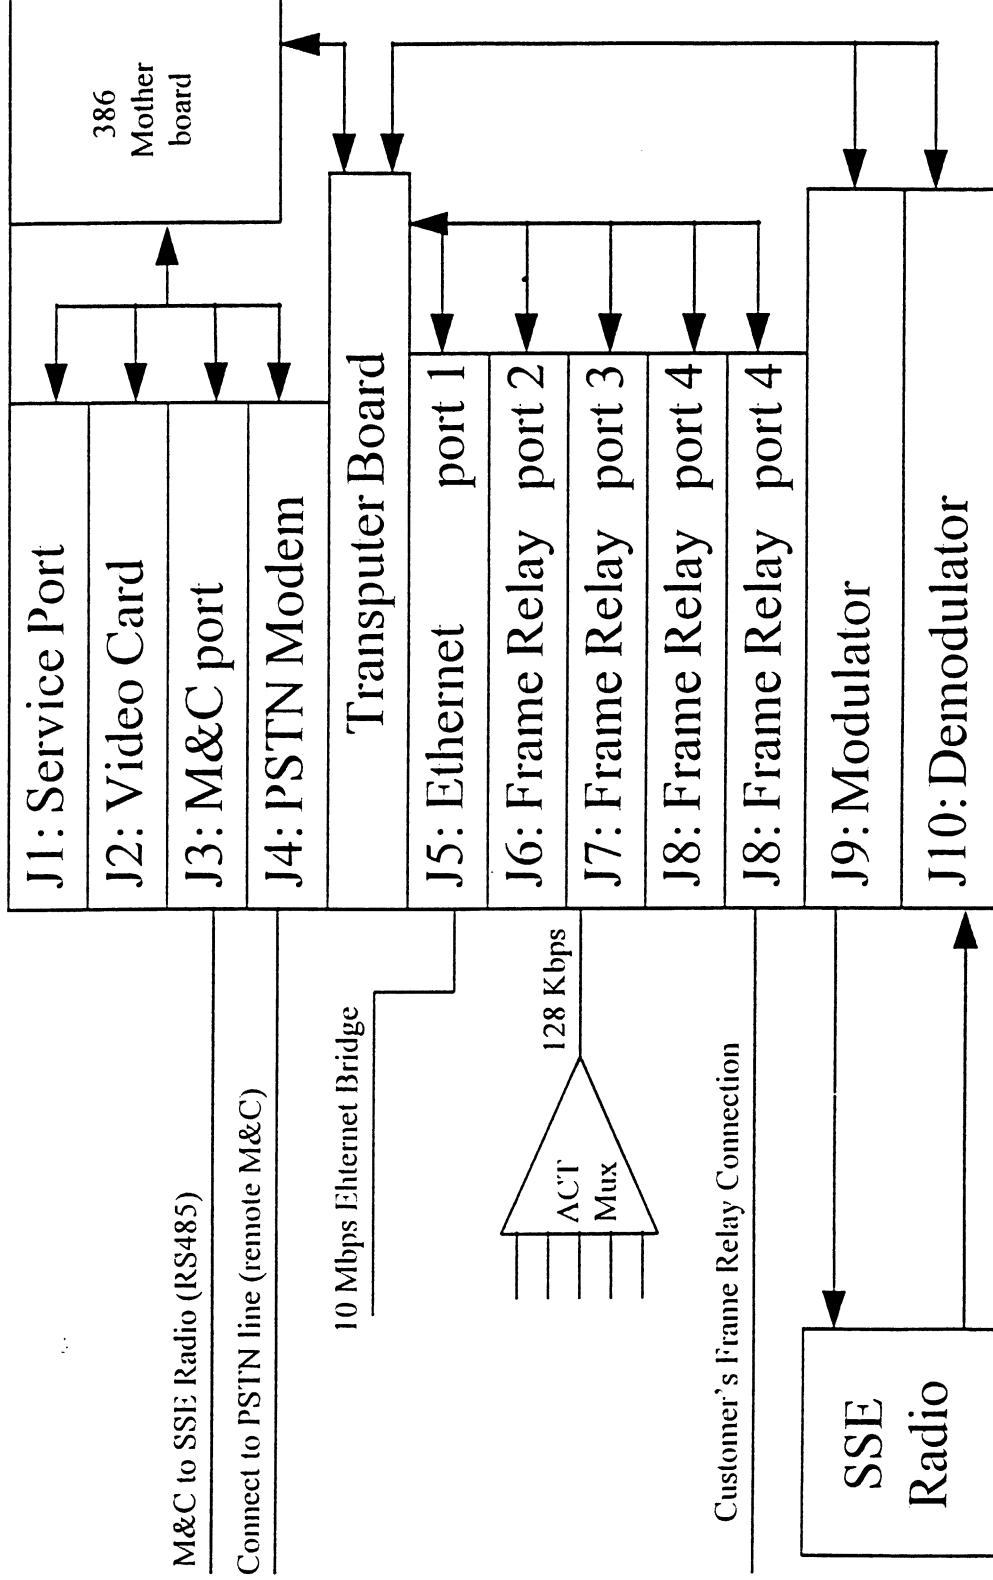 386
Mother
board
J1: Service Port
J2: Video Card
J3: M&C port
J4: PSTN Modem
Transputer Board
J5: Ethernet port 1
J6: Frame Relay port 2
J7: Frame Relay port 3
J8: Frame Relay port 4
J8: Frame Relay port 4
J9: Modulator
J10: Demodulator
M&C to SSE Radio (RS485)
Connect to PSTN line (remote M&C)
10 Mbps Ehternet Bridge
128 Kbps
ACT
Mux
Customer's Frame Relay Connection
SSE
Radio